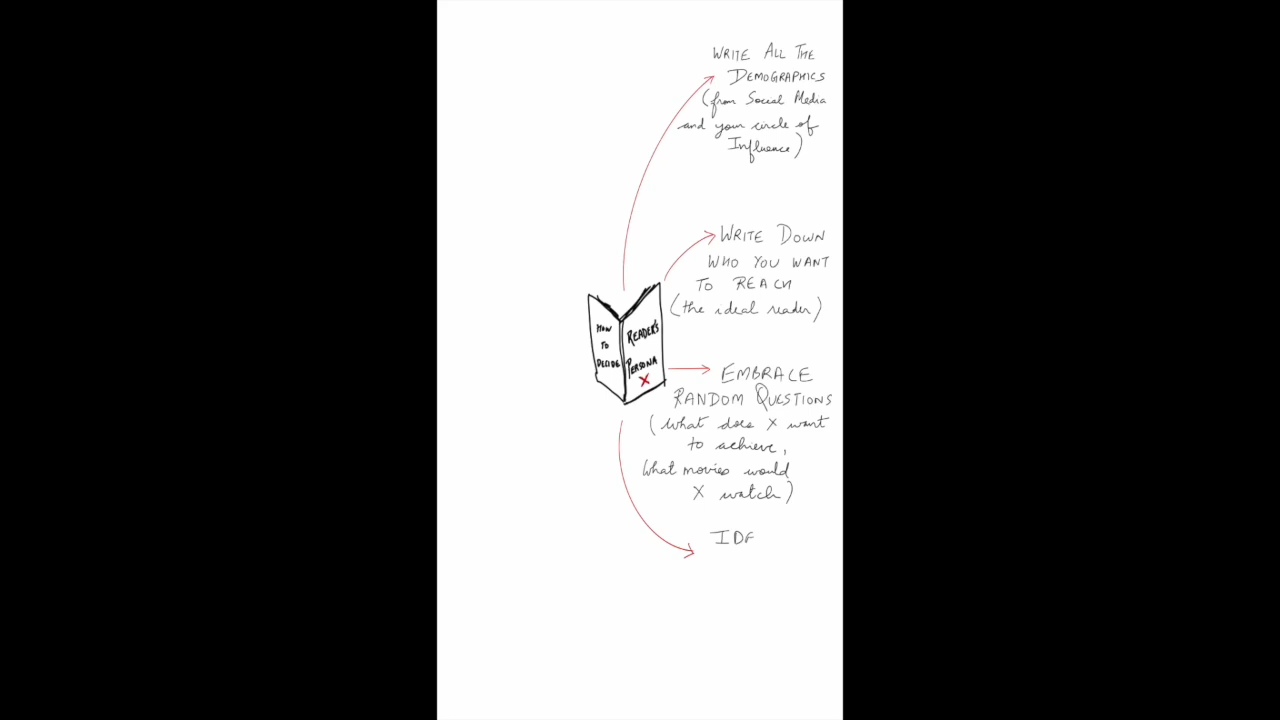 WRITE ALL THE
DEMOGRAPHICS
(from Social Media
and your circle of
Influence)
WRITE DOWN
WHO YOU WANT
TO REACH
(the ideal reader)
HOW
TO
DECIDE
READER'S
PERSONA
X
EMBRACE
RANDOM QUESTIONS
(what does X want
to achieve,
What movies would
X watch)
IDE